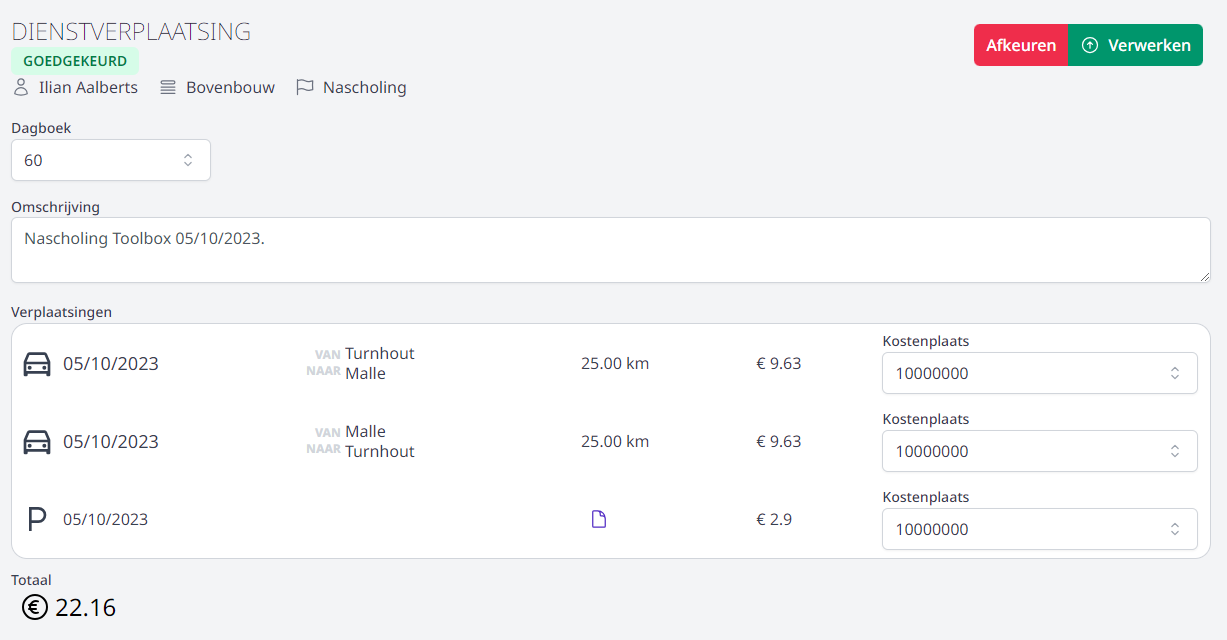 DIENSTVERPLAATSING
Afkeuren
Verwerken
GOEDGEKEURD
Ilian Aalberts
Bovenbouw
Nascholing
Dagboek
60
Omschrijving
Nascholing Toolbox 05/10/2023.
Verplaatsingen
05/10/2023
VAN Turnhout
NAAR Malle
25.00 km
€ 9.63
Kostenplaats
10000000
05/10/2023
VAN Malle
NAAR Turnhout
25.00 km
€ 9.63
Kostenplaats
10000000
P 05/10/2023
€ 2.9
Kostenplaats
10000000
Totaal
€ 22.16